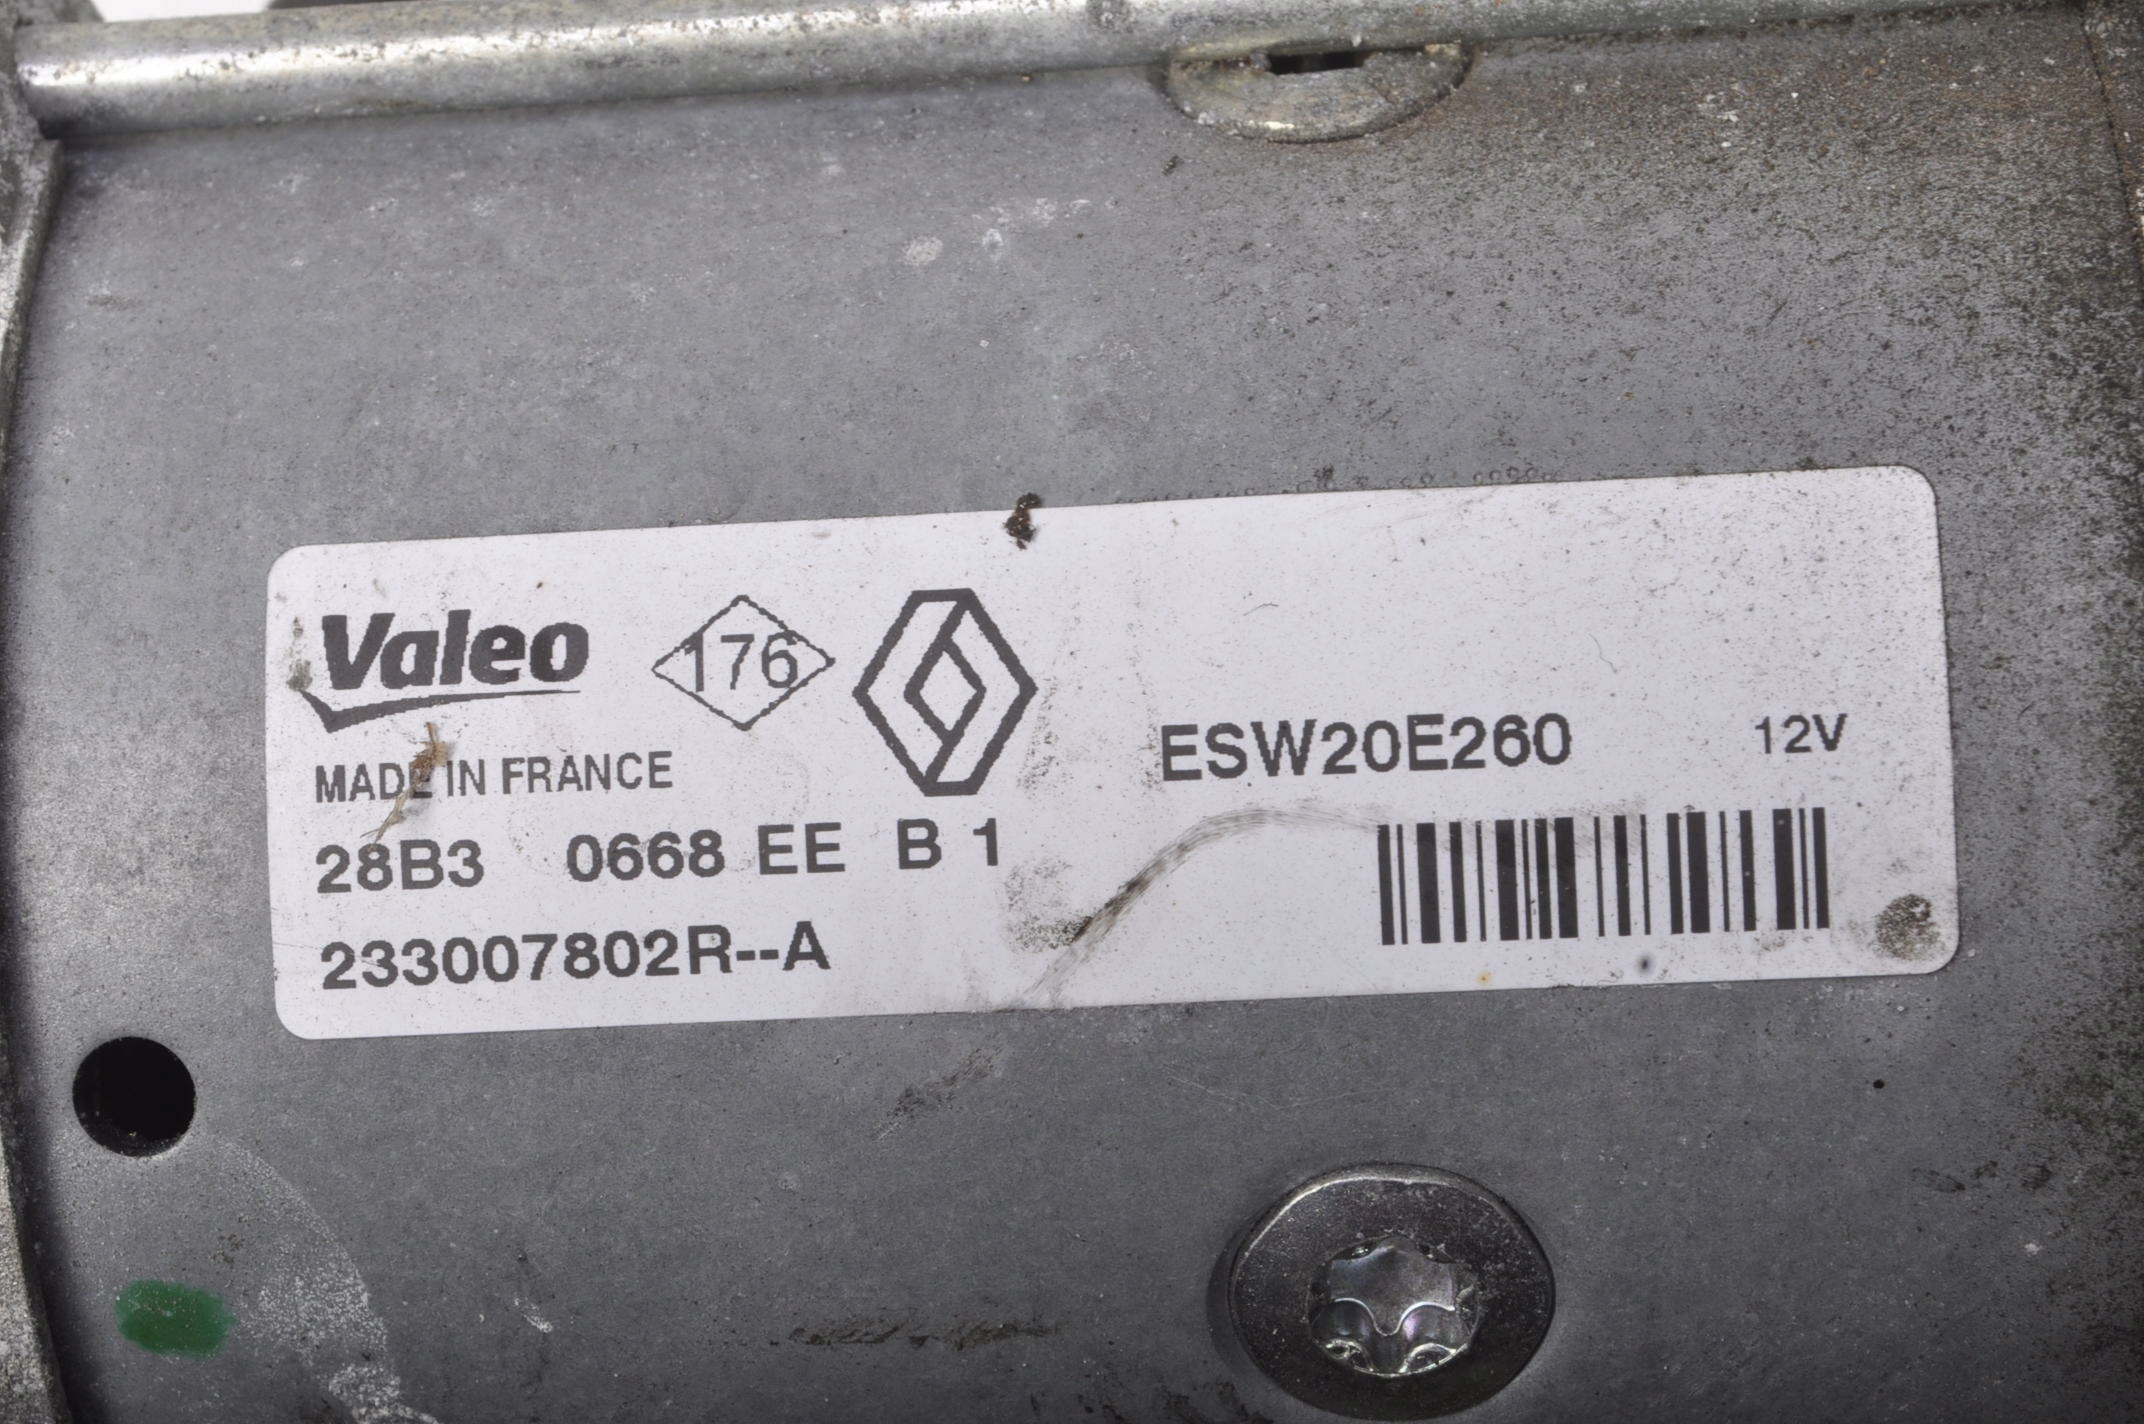 Valeo
176
MADE IN FRANCE
ESW20E260 12V
28B3 0668 EE B 1
233007802R--A